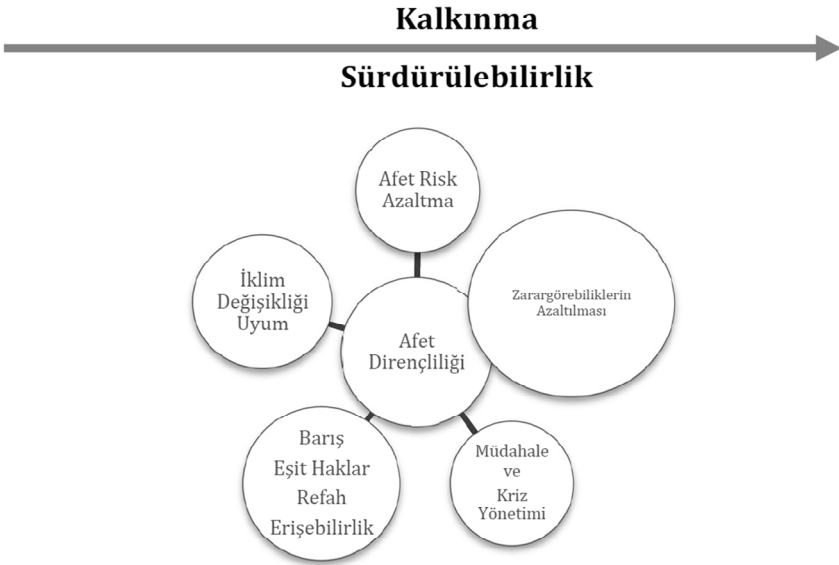 Kalkınma
Sürdürülebilirlik
Afet Risk
Azaltma
İklim
Değişikliği
Uyum
Zarargörebiliklerin
Azaltılması
Afet
Dirençliliği
Barış
Eşit Haklar
Refah
Erişebilirlik
Müdahale
ve
Kriz
Yönetimi